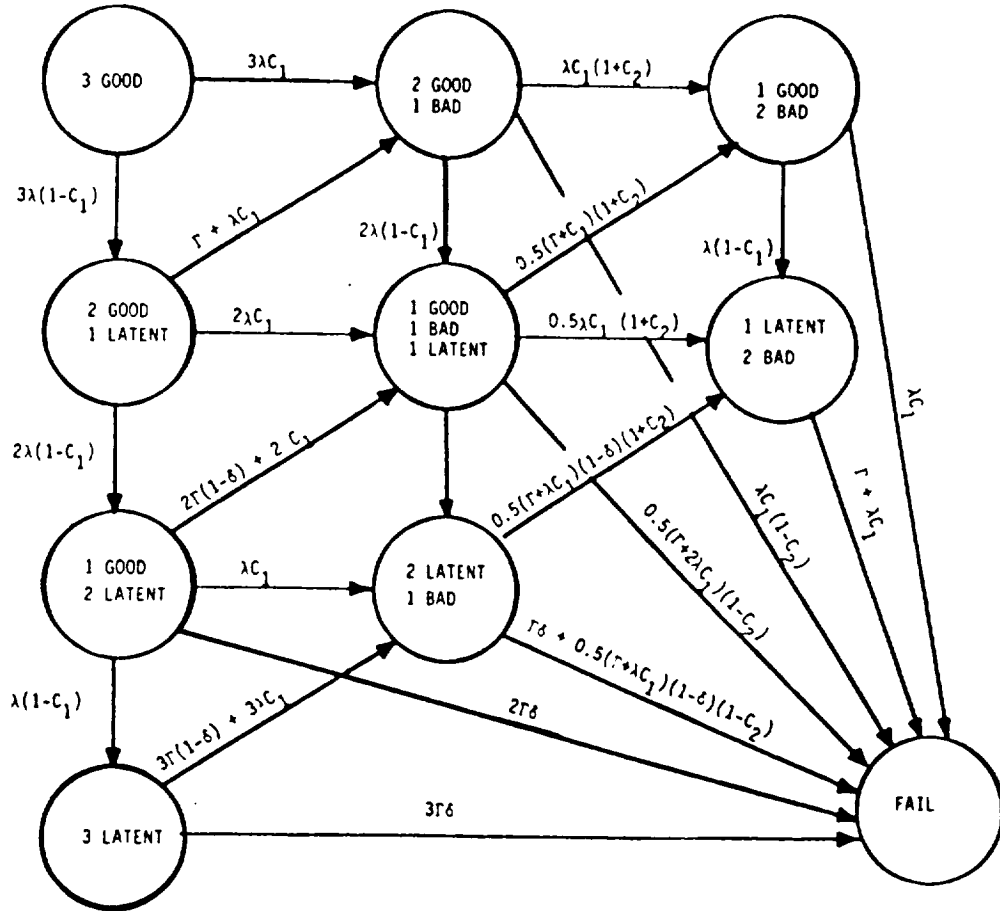 3 GOOD
3λC₁
2 GOOD
1 BAD
λC₁(1+C₂)
1 GOOD
2 BAD
3λ(1-C₁)
Γ + λC₁
2λ(1-C₁)
0.5(Γ+C₁)(1+C₂)
λ(1-C₁)
2 GOOD
1 LATENT
2λC₁
1 GOOD
1 BAD
1 LATENT
0.5λC₁ (1+C₂)
1 LATENT
2 BAD
λC₁
2λ(1-C₁)
2Γ(1-δ) + 2 C₁
0.5(Γ+λC₁)(1-δ)(1+C₂)
λC₁(1-C₂)
Γ + λC₁
0.5(Γ+2λC₁)(1-C₂)
1 GOOD
2 LATENT
λC₁
2 LATENT
1 BAD
Γδ + 0.5(Γ+λC₁)(1-δ)(1-C₂)
λ(1-C₁)
3Γ(1-δ) + 3λC₁
2Γδ
3 LATENT
3Γδ
FAIL